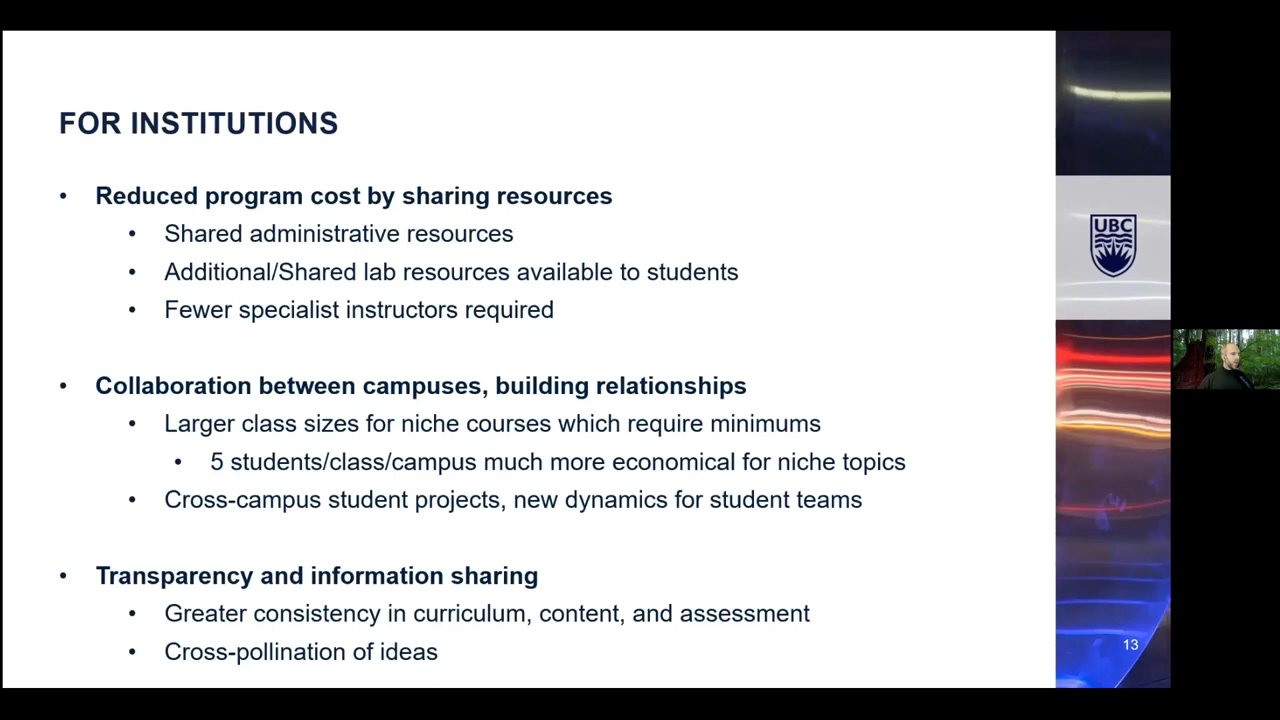 FOR INSTITUTIONS
• Reduced program cost by sharing resources
• Shared administrative resources
• Additional/Shared lab resources available to students
• Fewer specialist instructors required
• Collaboration between campuses, building relationships
• Larger class sizes for niche courses which require minimums
• 5 students/class/campus much more economical for niche topics
• Cross-campus student projects, new dynamics for student teams
• Transparency and information sharing
• Greater consistency in curriculum, content, and assessment
• Cross-pollination of ideas
UBC
13